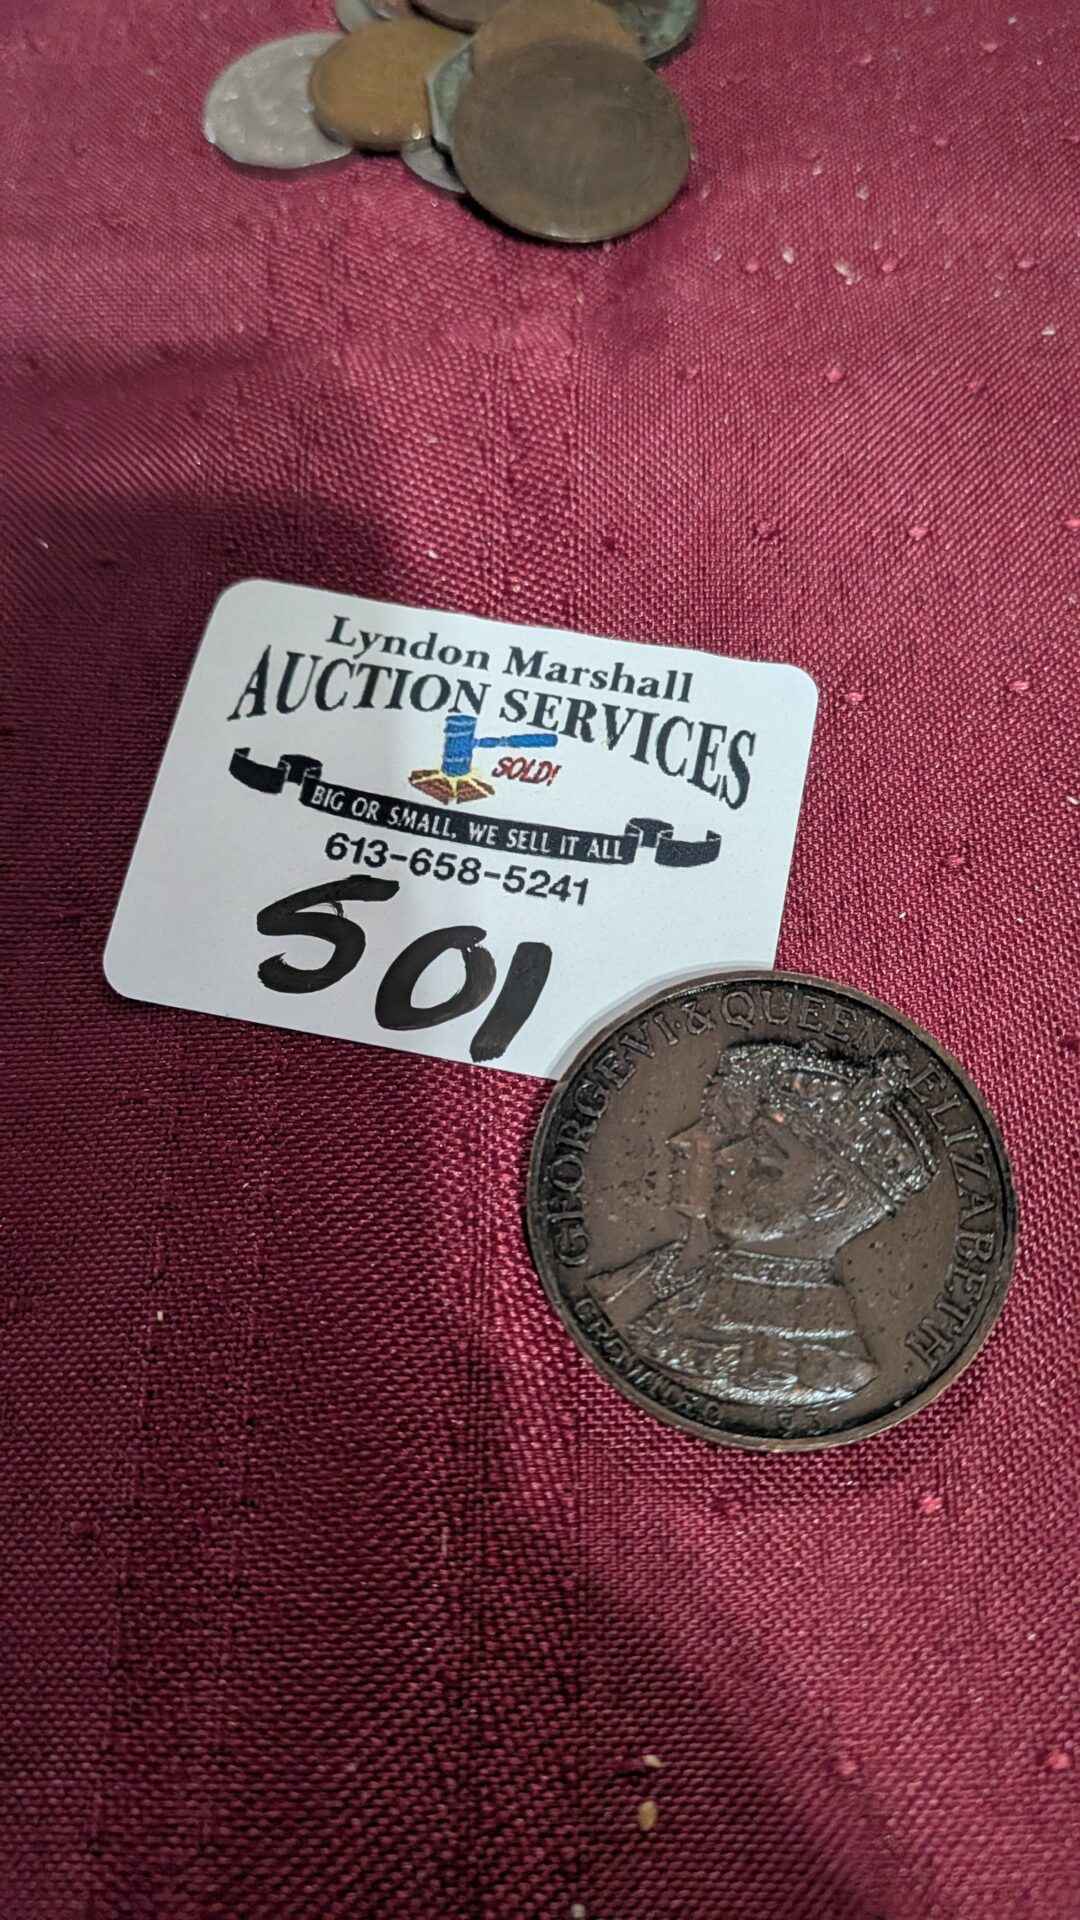 Lyndon Marshall
AUCTION SERVICES
SOLD!
BIG OR SMALL, WE SELL IT ALL
613-658-5241
501
GEORGE VI · & QUEEN · ELIZABETH
CROWNED